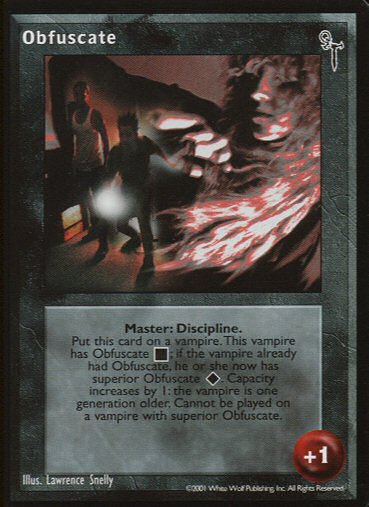 Obfuscate
Master: Discipline.
Put this card on a vampire. This vampire
has Obfuscate ; if the vampire already
had Obfuscate, he or she now has
superior Obfuscate . Capacity
increases by 1: the vampire is one
generation older. Cannot be played on
a vampire with superior Obfuscate.
+1
Illus. Lawrence Snelly
©2001 White Wolf Publishing, Inc. All Rights Reserved.